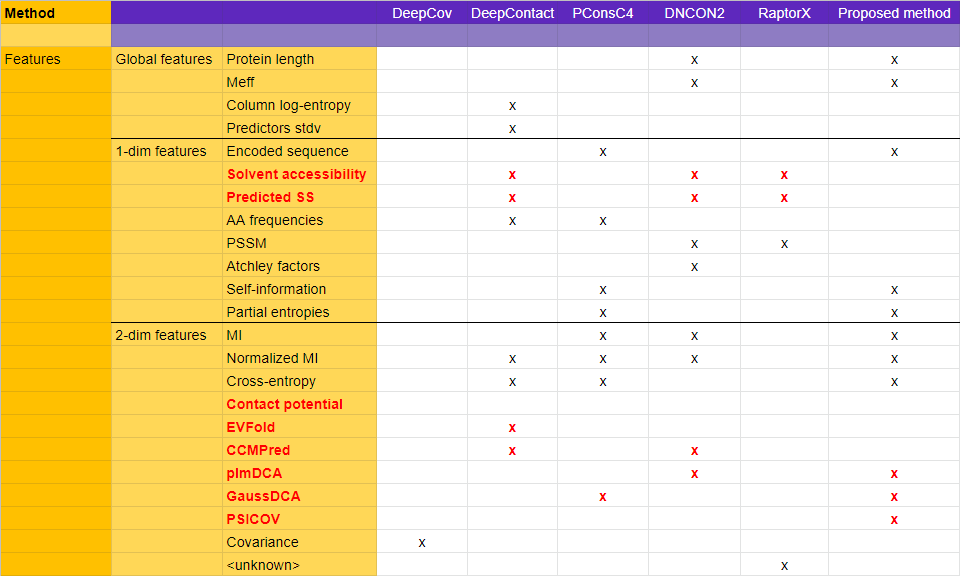 Method DeepCov DeepContact PConsC4 DNCON2 RaptorX Proposed method
Features Global features Protein length x x
Meff x x
Column log-entropy x
Predictors stdv x
1-dim features Encoded sequence x x
Solvent accessibility x x x
Predicted SS x x x
AA frequencies x x
PSSM x x
Atchley factors x
Self-information x x
Partial entropies x x
2-dim features MI x x x
Normalized MI x x x x
Cross-entropy x x x
Contact potential
EVFold x
CCMPred x x
plmDCA x x
GaussDCA x x
PSICOV x
Covariance x
<unknown> x